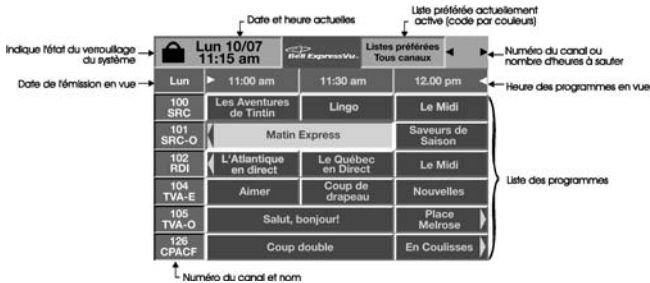 Date et heure actuelles
Liste préférée actuellement
active (code par couleurs)
Indique l'état du verrouillage
du système
Lun 10/07
11:15 am
Bell ExpressVu
Listes préférées
Tous canaux
Numéro du canal ou
nombre d'heures à sauter
Date de l'émission en vue
Lun
11:00 am
11:30 am
12.00 pm
Heure des programmes en vue
100
SRC
Les Aventures
de Tintin
Lingo
Le Midi
101
SRC-O
Matin Express
Saveurs de
Saison
102
RDI
L'Atlantique
en direct
Le Québec
en Direct
Le Midi
Liste des programmes
104
TVA-E
Aimer
Coup de
drapeau
Nouvelles
105
TVA-O
Salut, bonjour!
Place
Melrose
126
CPACF
Coup double
En Coulisses
Numéro du canal et nom